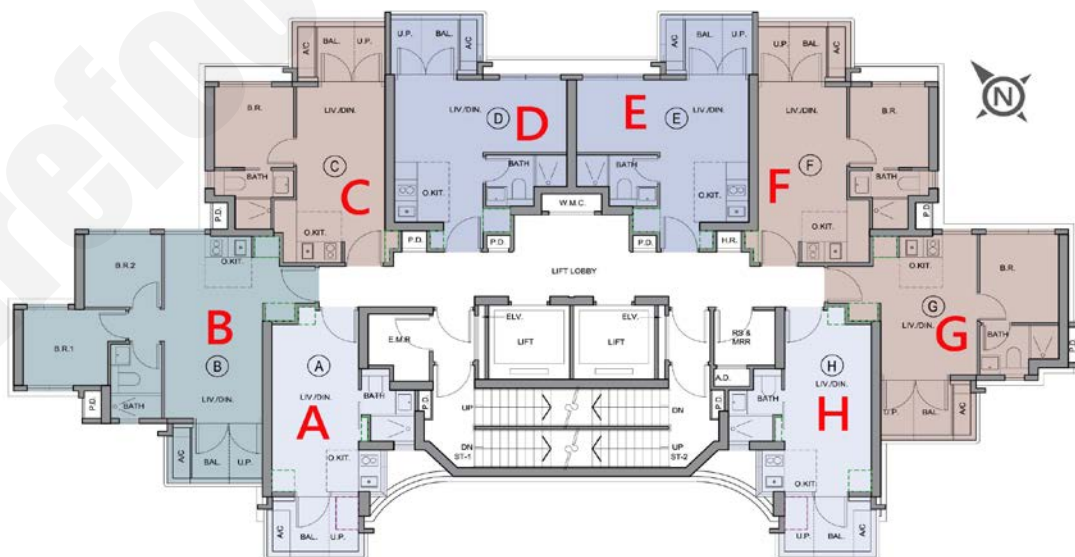 A/C BAL. U.P.
U.P. BAL. A/C
A/C BAL. U.P.
U.P. BAL. A/C
N
B.R.
LIV./DIN.
C
C
BATH
O.KIT.
P.D.
LIV./DIN.
D
D
BATH
O.KIT.
P.D.
P.D.
W.M.C.
LIV./DIN.
E
E
BATH
O.KIT.
P.D.
H.R.
LIV./DIN.
F
F
B.R.
BATH
O.KIT.
P.D.
B.R.2
B.R.1
O.KIT.
B
B
LIV./DIN.
BATH
P.D.
A/C BAL. U.P.
LIFT LOBBY
E.M.R
ELV.
LIFT
ELV.
LIFT
RS &
MRR
A.D.
P.D.
P.D.
UP
DN
DN
ST-1
UP
ST-2
A
LIV./DIN.
A
BATH
O.KIT.
A/C BAL. U.P.
H
LIV./DIN.
H
BATH
O.KIT.
U.P. BAL. A/C
O.KIT.
B.R.
G
LIV./DIN.
G
BATH
P.D.
U.P. BAL. A/C